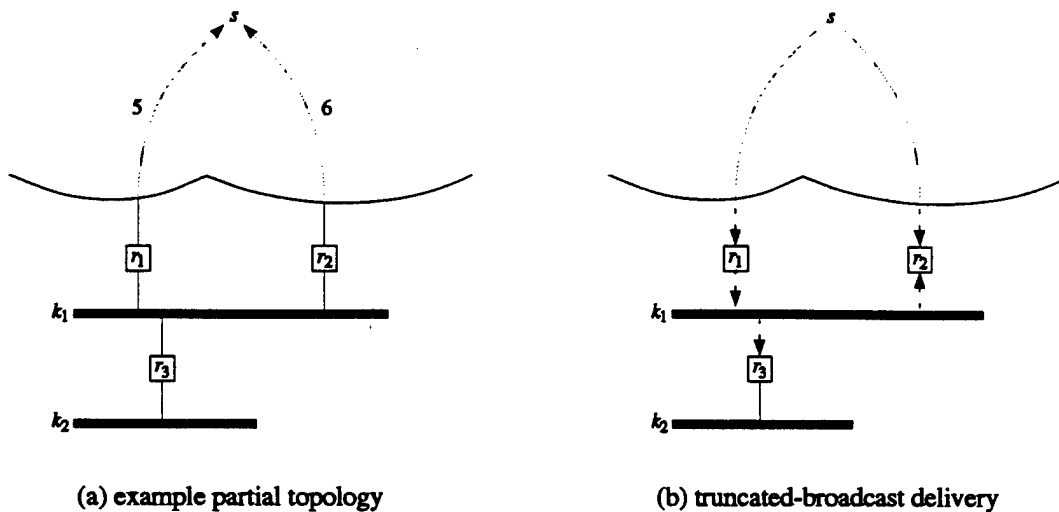 s
5
6
r1
r2
k1
r3
k2
(a) example partial topology
s
r1
r2
k1
r3
k2
(b) truncated-broadcast delivery